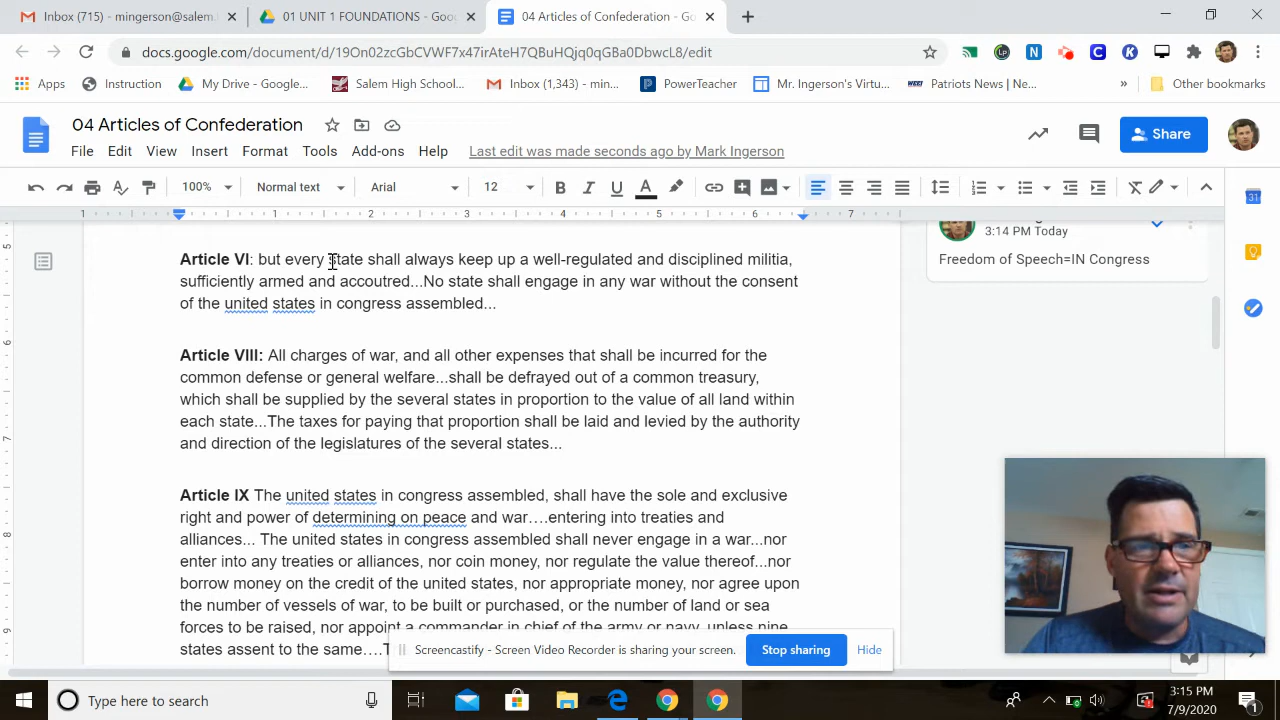 Inbox (715) - mingerson@salem.
01 UNIT 1 FOUNDATIONS - Goo
04 Articles of Confederation - Go
docs.google.com/document/d/19On02zcGbCVWF7x47irAteH7QBuHQjq0qGBa0DbwcL8/edit
Apps
Instruction
My Drive - Google...
Salem High School...
Inbox (1,343) - min...
PowerTeacher
Mr. Ingerson's Virtu...
Patriots News | Ne...
»
Other bookmarks
04 Articles of Confederation
Share
File Edit View Insert Format Tools Add-ons Help Last edit was made seconds ago by Mark Ingerson
100% Normal text Arial 12 B I U A
1 1 2 3 4 5 6 7
31
3:14 PM Today
Freedom of Speech=IN Congress
Article VI: but every state shall always keep up a well-regulated and disciplined militia,
sufficiently armed and accoutred...No state shall engage in any war without the consent
of the united states in congress assembled...
Article VIII: All charges of war, and all other expenses that shall be incurred for the
common defense or general welfare...shall be defrayed out of a common treasury,
which shall be supplied by the several states in proportion to the value of all land within
each state...The taxes for paying that proportion shall be laid and levied by the authority
and direction of the legislatures of the several states...
Article IX The united states in congress assembled, shall have the sole and exclusive
right and power of determining on peace and war….entering into treaties and
alliances... The united states in congress assembled shall never engage in a war...nor
enter into any treaties or alliances, nor coin money, nor regulate the value thereof...nor
borrow money on the credit of the united states, nor appropriate money, nor agree upon
the number of vessels of war, to be built or purchased, or the number of land or sea
forces to be raised, nor appoint a commander in chief of the army or navy, unless nine
states assent to the same….T
5
6
7
8
9
Screencastify - Screen Video Recorder is sharing your screen.
Stop sharing
Hide
Type here to search
3:15 PM
7/9/2020
1